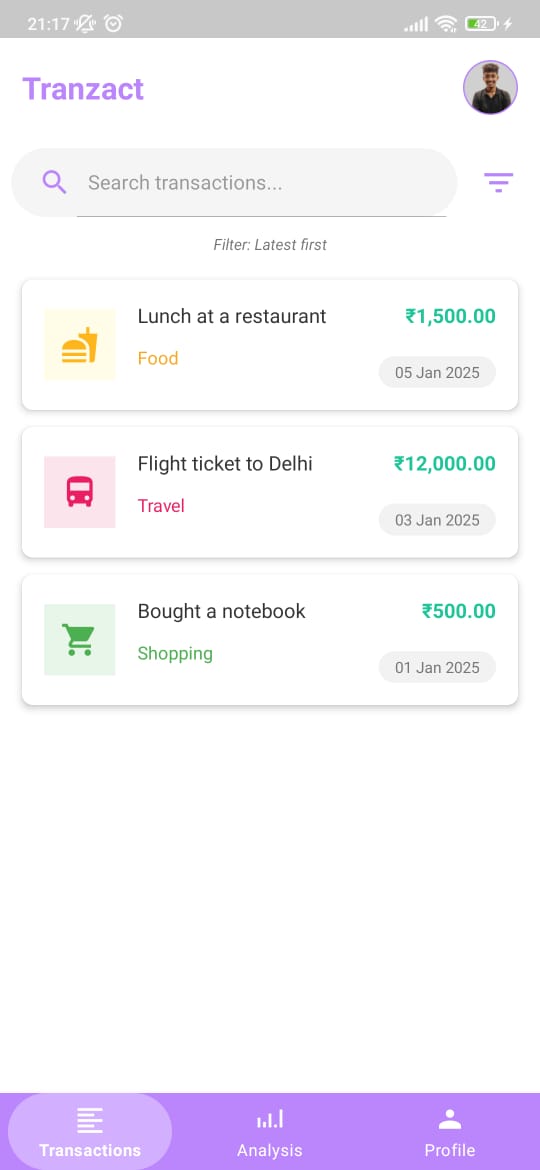 21:17
42
Tranzact
Search transactions...
Filter: Latest first
Lunch at a restaurant ₹1,500.00
Food
05 Jan 2025
Flight ticket to Delhi ₹12,000.00
Travel
03 Jan 2025
Bought a notebook ₹500.00
Shopping
01 Jan 2025
Transactions Analysis Profile